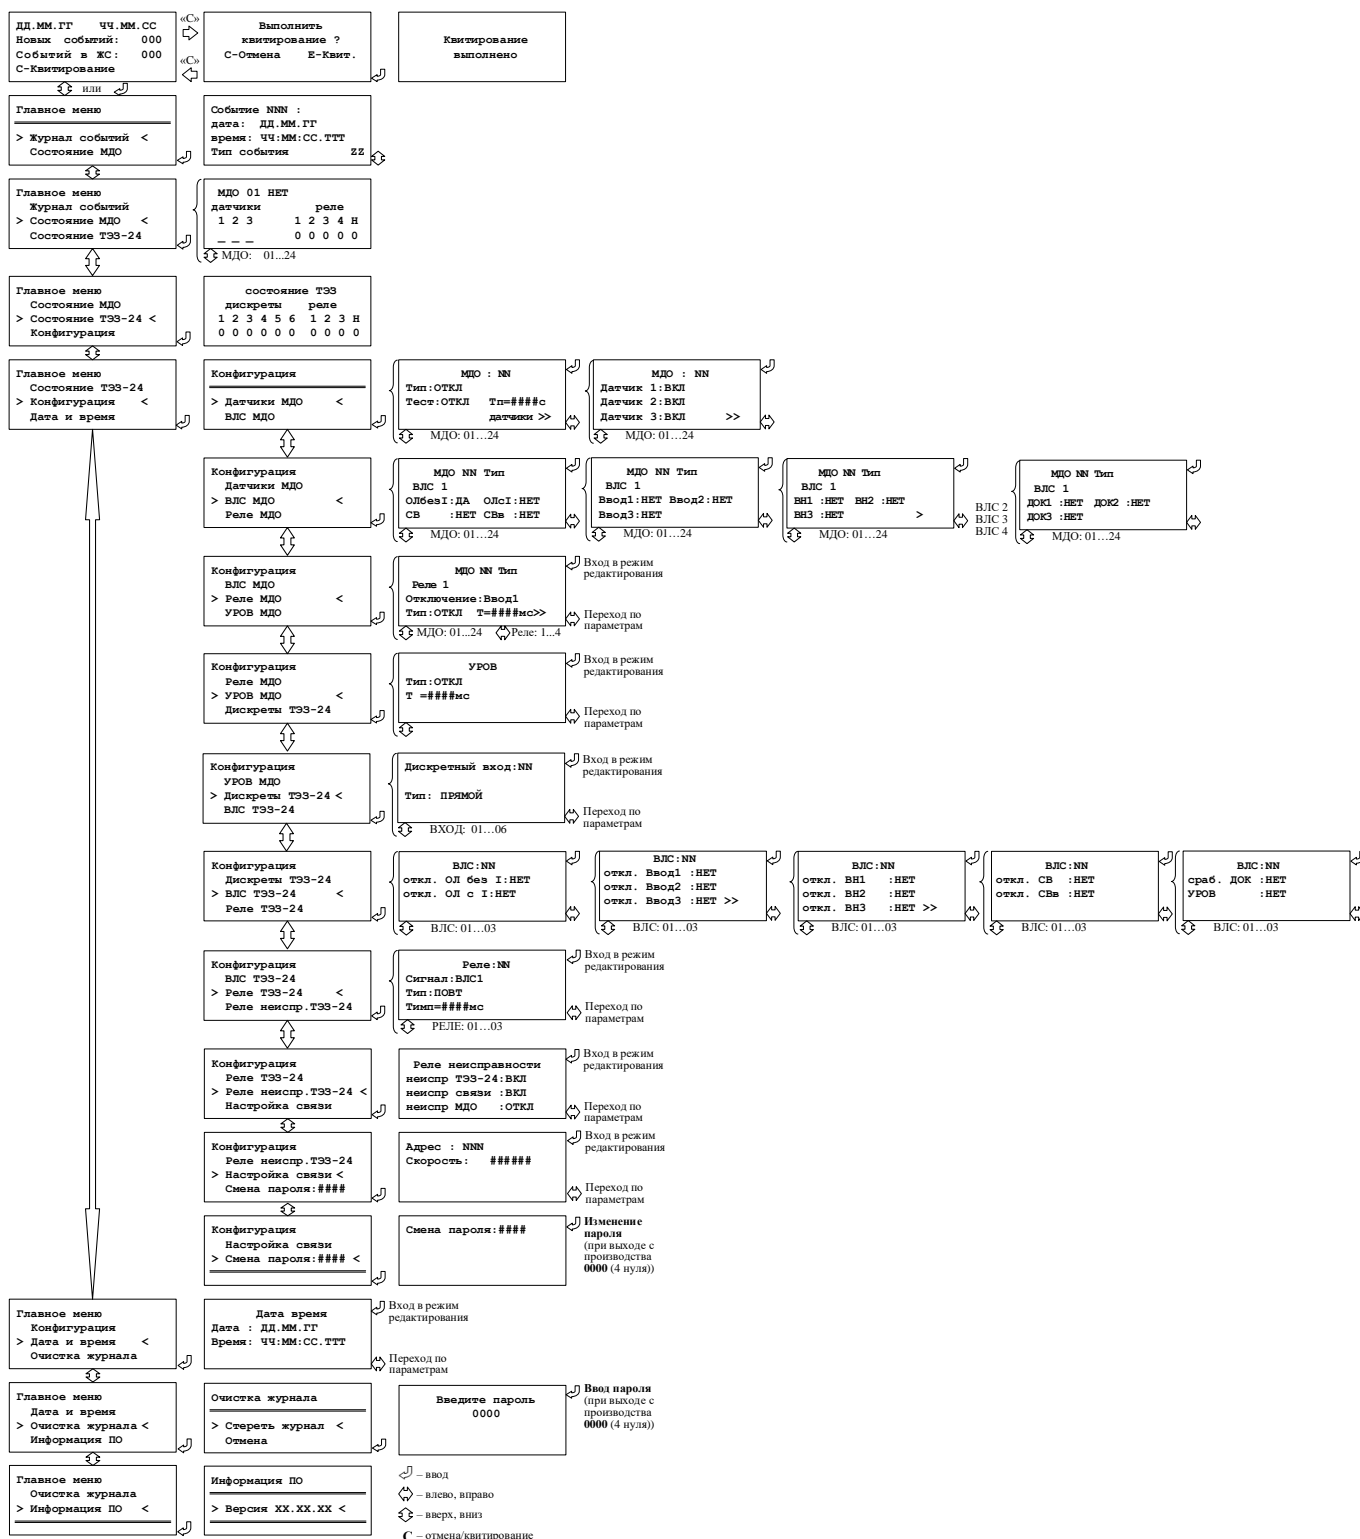 ДД.ММ.ГГ ЧЧ.ММ.СС
Новых событий: 000
Событий в ЖС: 000
С-Квитирование
«С»
«С»
Выполнить
квитирование ?
С-Отмена Е-Квит.
Квитирование
выполнено
или
Главное меню
> Журнал событий <
Состояние МДО
Событие NNN :
дата: ДД.ММ.ГГ
время: ЧЧ:ММ:СС.ТТТ
Тип события ZZ
Главное меню
Журнал событий
> Состояние МДО <
Состояние ТЭЗ-24
МДО 01 НЕТ
датчики реле
1 2 3 1 2 3 4 Н
_ _ _ 0 0 0 0 0
МДО: 01...24
Главное меню
Состояние МДО
> Состояние ТЭЗ-24 <
Конфигурация
состояние ТЭЗ
дискреты реле
1 2 3 4 5 6 1 2 3 Н
0 0 0 0 0 0 0 0 0 0
Главное меню
Состояние ТЭЗ-24
> Конфигурация <
Дата и время
Конфигурация
> Датчики МДО <
ВЛС МДО
МДО : NN
Тип:ОТКЛ
Тест:ОТКЛ Тп=####с
датчики >>
МДО: 01…24
МДО : NN
Датчик 1:ВКЛ
Датчик 2:ВКЛ
Датчик 3:ВКЛ >>
МДО: 01…24
Конфигурация
Датчики МДО
> ВЛС МДО <
Реле МДО
МДО NN Тип
ВЛС 1
ОЛбезI:ДА ОЛсI:НЕТ
СВ :НЕТ СВв :НЕТ
МДО: 01…24
МДО NN Тип
ВЛС 1
Ввод1:НЕТ Ввод2:НЕТ
Ввод3:НЕТ
МДО: 01…24
МДО NN Тип
ВЛС 1
ВН1 :НЕТ ВН2 :НЕТ
ВН3 :НЕТ >
МДО: 01…24
ВЛС 2
ВЛС 3
ВЛС 4
МДО NN Тип
ВЛС 1
ДОК1 :НЕТ ДОК2 :НЕТ
ДОК3 :НЕТ
МДО: 01…24
Конфигурация
ВЛС МДО
> Реле МДО <
УРОВ МДО
МДО NN Тип
Реле 1
Отключение:Ввод1
Тип:ОТКЛ Т=####мс>>
МДО: 01...24 Реле: 1...4
Вход в режим
редактирования
Переход по
параметрам
Конфигурация
Реле МДО
> УРОВ МДО <
Дискреты ТЭЗ-24
УРОВ
Тип:ОТКЛ
Т =####мс
Вход в режим
редактирования
Переход по
параметрам
Конфигурация
УРОВ МДО
> Дискреты ТЭЗ-24 <
ВЛС ТЭЗ-24
Дискретный вход:NN
Тип: ПРЯМОЙ
ВХОД: 01…06
Вход в режим
редактирования
Переход по
параметрам
Конфигурация
Дискреты ТЭЗ-24
> ВЛС ТЭЗ-24 <
Реле ТЭЗ-24
ВЛС:NN
откл. ОЛ без I:НЕТ
откл. ОЛ с I:НЕТ
ВЛС: 01…03
ВЛС:NN
откл. Ввод1 :НЕТ
откл. Ввод2 :НЕТ
откл. Ввод3 :НЕТ >>
ВЛС: 01…03
ВЛС:NN
откл. ВН1 :НЕТ
откл. ВН2 :НЕТ
откл. ВН3 :НЕТ >>
ВЛС: 01…03
ВЛС:NN
откл. СВ :НЕТ
откл. СВв :НЕТ
ВЛС: 01…03
ВЛС:NN
сраб. ДОК :НЕТ
УРОВ :НЕТ
ВЛС: 01…03
Конфигурация
ВЛС ТЭЗ-24
> Реле ТЭЗ-24 <
Реле неиспр.ТЭЗ-24
Реле:NN
Сигнал:ВЛС1
Тип:ПОВТ
Тимп=####мс
РЕЛЕ: 01…03
Вход в режим
редактирования
Переход по
параметрам
Конфигурация
Реле ТЭЗ-24
> Реле неиспр.ТЭЗ-24 <
Настройка связи
Реле неисправности
неиспр ТЭЗ-24:ВКЛ
неиспр связи :ВКЛ
неиспр МДО :ОТКЛ
Вход в режим
редактирования
Переход по
параметрам
Конфигурация
Реле неиспр.ТЭЗ-24
> Настройка связи <
Смена пароля:####
Адрес : NNN
Скорость: ######
Вход в режим
редактирования
Переход по
параметрам
Конфигурация
Настройка связи
> Смена пароля:#### <
Смена пароля:####
Изменение
пароля
(при выходе с
производства
0000 (4 нуля))
Главное меню
Конфигурация
> Дата и время <
Очистка журнала
Дата время
Дата : ДД.ММ.ГГ
Время: ЧЧ:ММ:СС.ТТТ
Вход в режим
редактирования
Переход по
параметрам
Главное меню
Дата и время
> Очистка журнала <
Информация ПО
Очистка журнала
> Стереть журнал <
Отмена
Введите пароль
0000
Ввод пароля
(при выходе с
производства
0000 (4 нуля))
Главное меню
Очистка журнала
> Информация ПО <
Информация ПО
> Версия ХХ.ХХ.ХХ <
– ввод
– влево, вправо
– вверх, вниз
С – отмена/квитирование